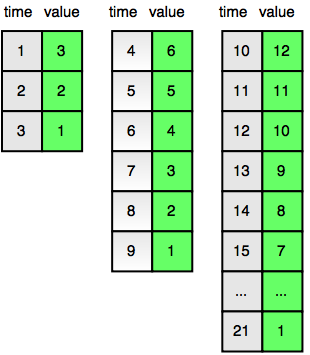 time value time value time value
1 3 4 6 10 12
2 2 5 5 11 11
3 1 6 4 12 10
7 3 13 9
8 2 14 8
9 1 15 7
... ...
21 1